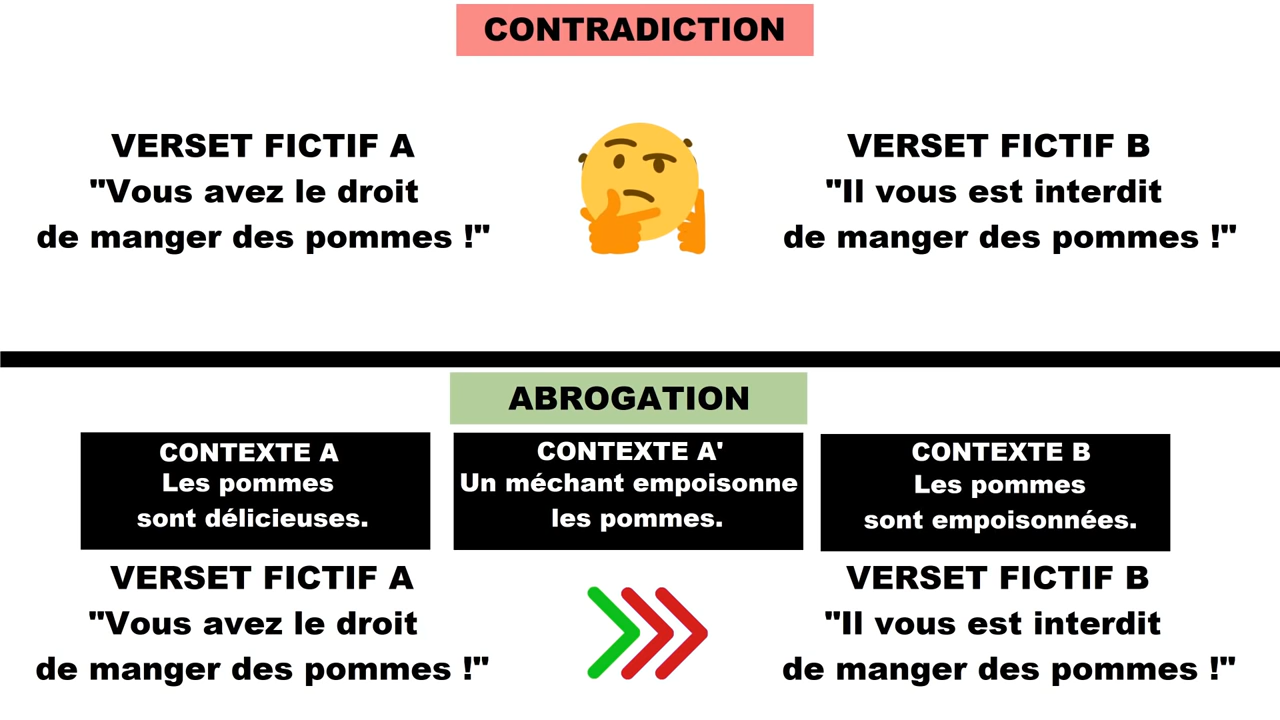 CONTRADICTION
VERSET FICTIF A
"Vous avez le droit
de manger des pommes !"
VERSET FICTIF B
"Il vous est interdit
de manger des pommes !"
ABROGATION
CONTEXTE A
Les pommes
sont délicieuses.
CONTEXTE A'
Un méchant empoisonne
les pommes.
CONTEXTE B
Les pommes
sont empoisonnées.
VERSET FICTIF A
"Vous avez le droit
de manger des pommes !"
VERSET FICTIF B
"Il vous est interdit
de manger des pommes !"